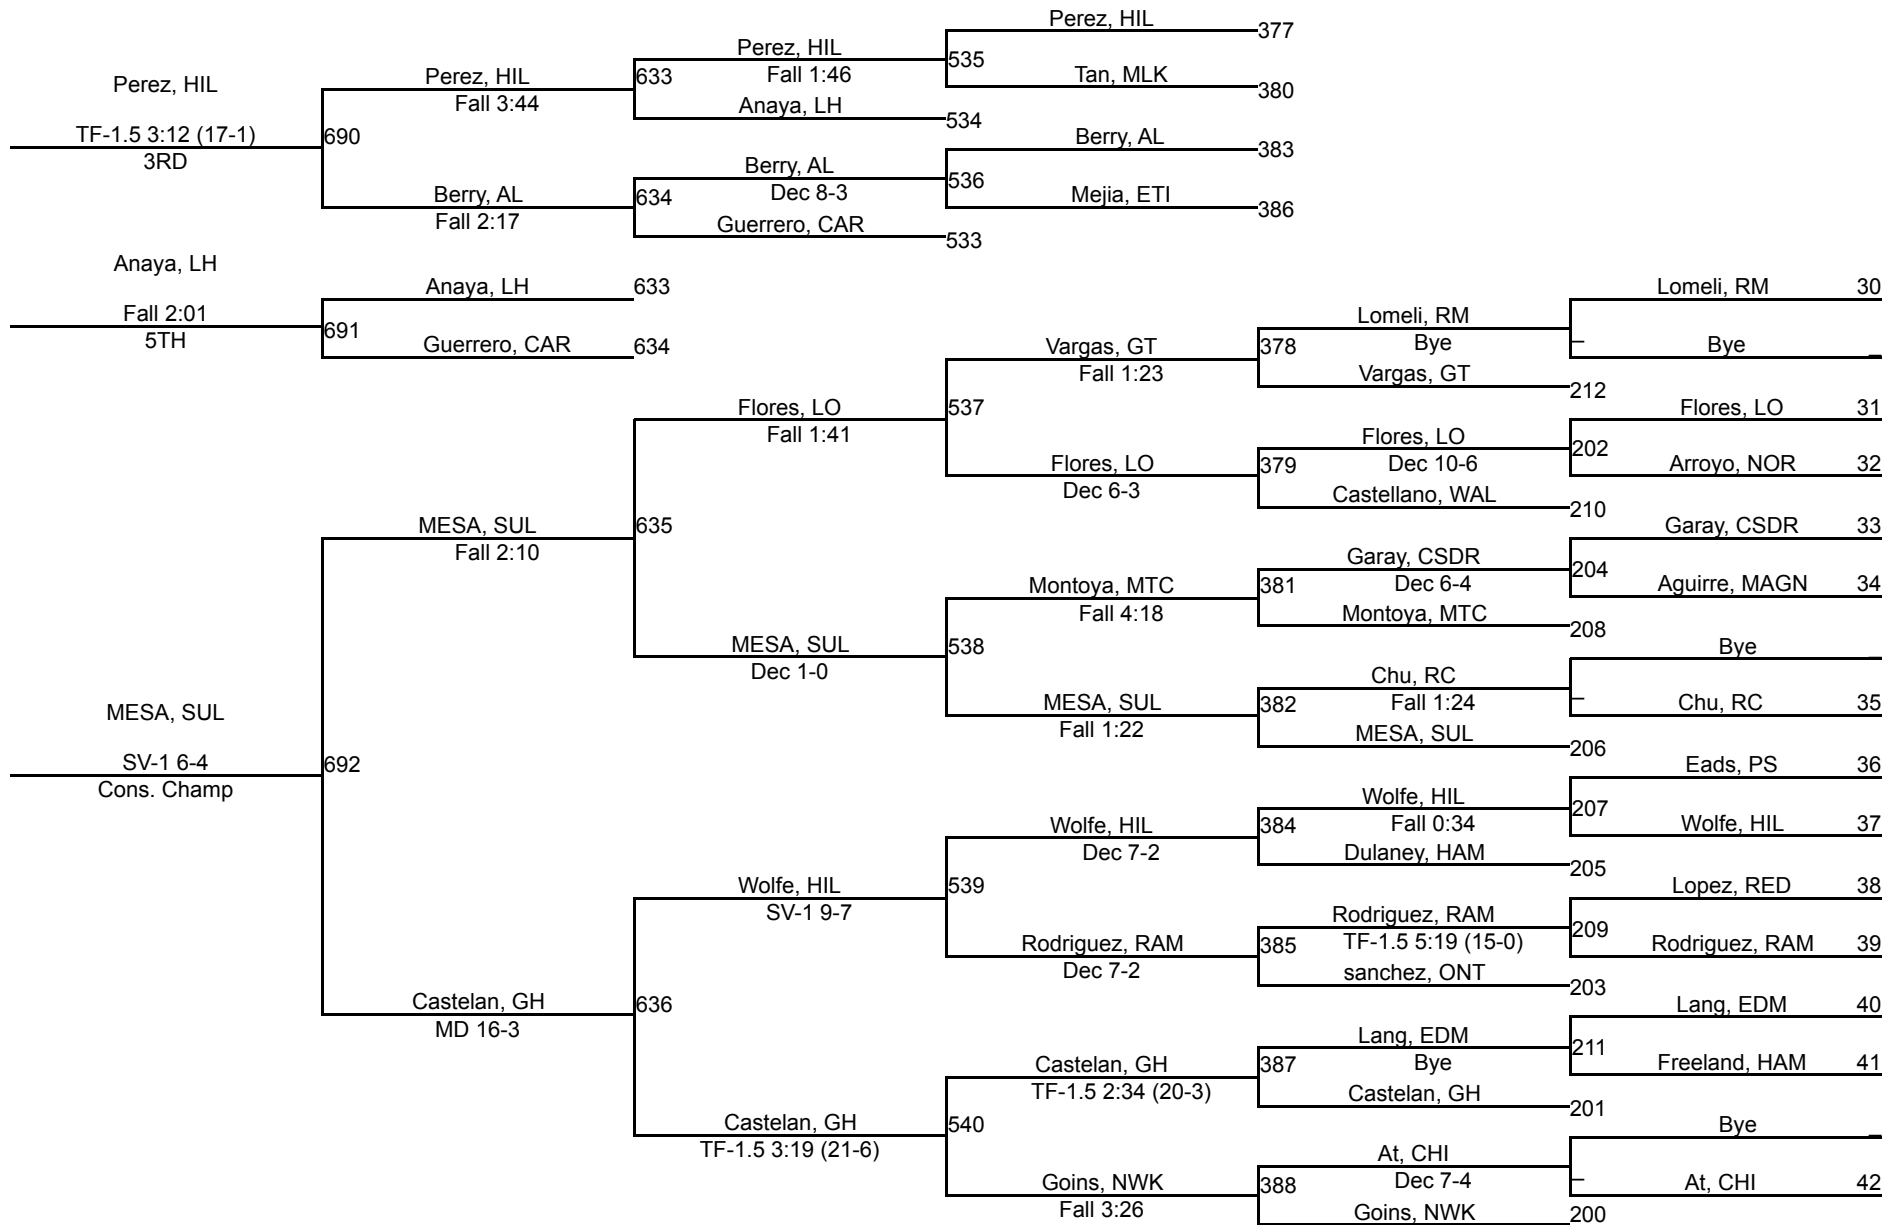 Perez, HIL
377
Perez, HIL
535
Fall 1:46
Tan, MLK
380
Perez, HIL
633
Fall 3:44
Anaya, LH
534
Perez, HIL
TF-1.5 3:12 (17-1)
3RD
690
Berry, AL
383
Berry, AL
536
Dec 8-3
Mejia, ETI
386
Berry, AL
634
Fall 2:17
Guerrero, CAR
533
Anaya, LH
Fall 2:01
5TH
691
Anaya, LH
633
Guerrero, CAR
634
Lomeli, RM
30
Lomeli, RM
_
Bye
Bye
_
Vargas, GT
378
Fall 1:23
Vargas, GT
212
Flores, LO
537
Fall 1:41
Flores, LO
31
Flores, LO
202
Dec 10-6
Arroyo, NOR
32
Flores, LO
379
Dec 6-3
Castellano, WAL
210
MESA, SUL
635
Fall 2:10
Garay, CSDR
33
Garay, CSDR
204
Dec 6-4
Aguirre, MAGN
34
Montoya, MTC
381
Fall 4:18
Montoya, MTC
208
MESA, SUL
538
Dec 1-0
Bye
_
Chu, RC
_
Fall 1:24
Chu, RC
35
MESA, SUL
382
Fall 1:22
MESA, SUL
206
MESA, SUL
SV-1 6-4
Cons. Champ
692
Eads, PS
36
Wolfe, HIL
207
Fall 0:34
Wolfe, HIL
37
Wolfe, HIL
384
Dec 7-2
Dulaney, HAM
205
Wolfe, HIL
539
SV-1 9-7
Lopez, RED
38
Rodriguez, RAM
209
TF-1.5 5:19 (15-0)
Rodriguez, RAM
39
Rodriguez, RAM
385
Dec 7-2
sanchez, ONT
203
Castelan, GH
636
MD 16-3
Lang, EDM
40
Lang, EDM
211
Bye
Freeland, HAM
41
Castelan, GH
387
TF-1.5 2:34 (20-3)
Castelan, GH
201
Castelan, GH
540
TF-1.5 3:19 (21-6)
Bye
_
At, CHI
_
Dec 7-4
At, CHI
42
Goins, NWK
388
Fall 3:26
Goins, NWK
200